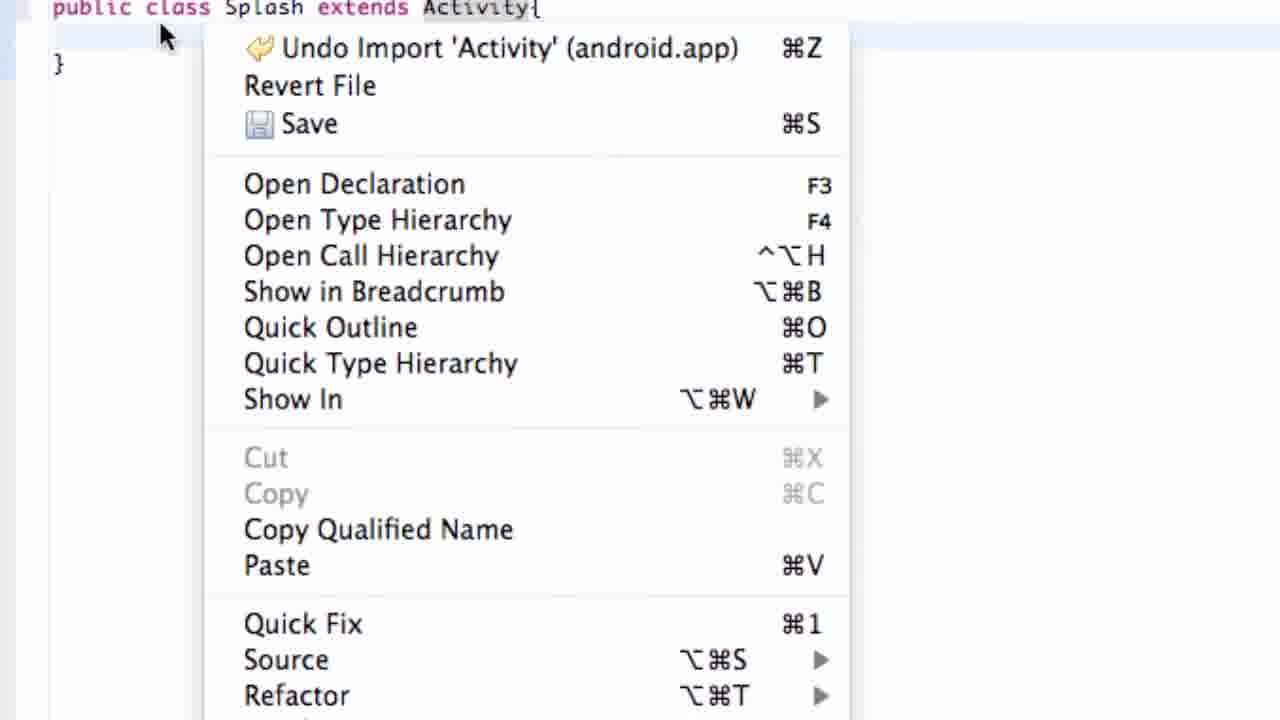 public class Splash extends Activity{
Undo Import 'Activity' (android.app) ⌘Z
}
Revert File
Save ⌘S
Open Declaration F3
Open Type Hierarchy F4
Open Call Hierarchy ^⌥H
Show in Breadcrumb ⌥⌘B
Quick Outline ⌘O
Quick Type Hierarchy ⌘T
Show In ⌥⌘W
Cut ⌘X
Copy ⌘C
Copy Qualified Name
Paste ⌘V
Quick Fix ⌘1
Source ⌥⌘S
Refactor ⌥⌘T